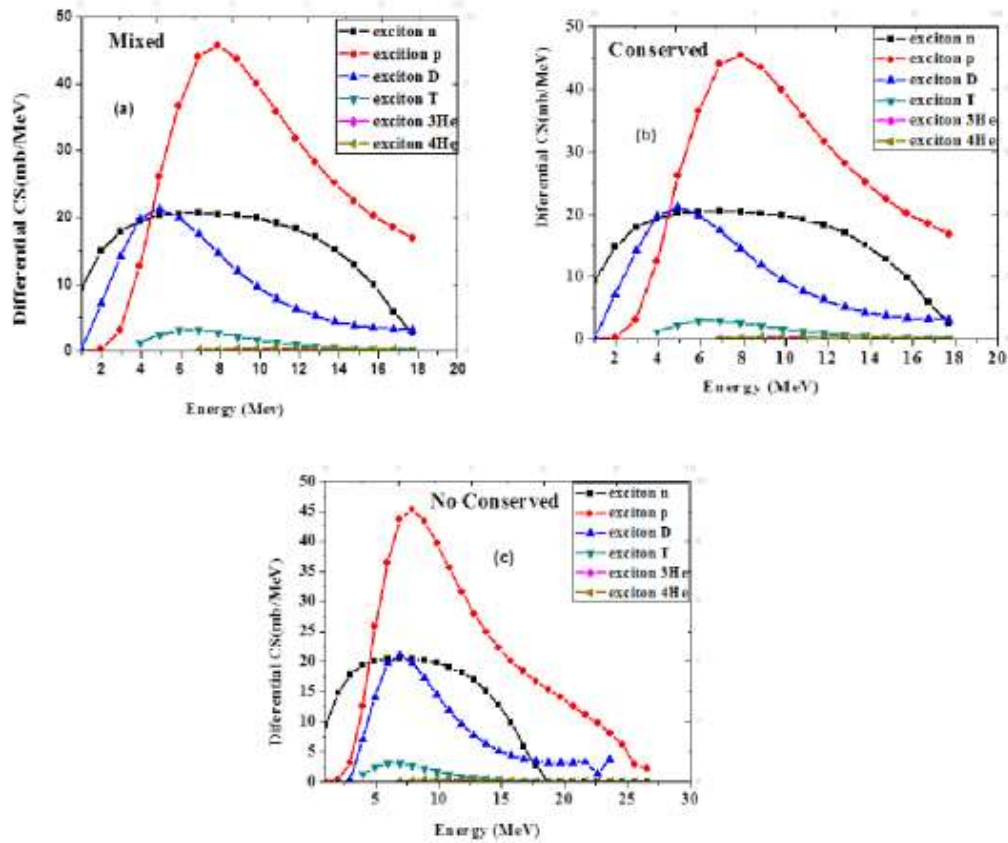 Mixed
(a)
exciton n
excition p
exciton D
exciton T
exciton 3He
exciton 4He
Differential CS(mb/MeV)
50
40
30
20
10
0
2 4 6 8 10 12 14 16 18 20
Energy (Mev)
Conserved
(b)
exciton n
exciton p
exciton D
exciton T
exciton 3He
exciton 4He
Diferential CS(mb/MeV)
50
40
30
20
10
0
0 2 4 6 8 10 12 14 16 18 20
Energy (MeV)
No Conserved
(c)
exciton n
exciton p
exciton D
exciton T
exciton 3He
exciton 4He
Diferential CS(mb/MeV)
50
45
40
35
30
25
20
15
10
5
0
5 10 15 20 25 30
Energy (MeV)